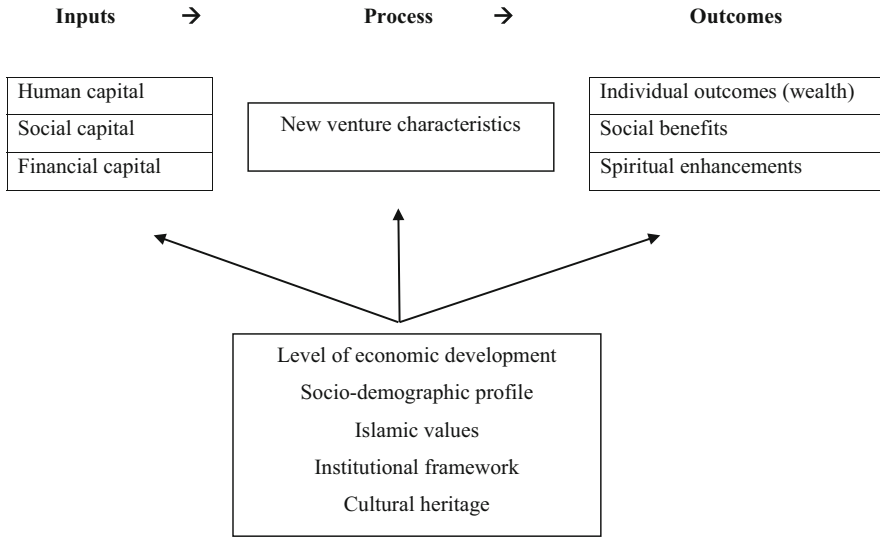 Inputs → Process → Outcomes
Human capital
Social capital
Financial capital
New venture characteristics
Individual outcomes (wealth)
Social benefits
Spiritual enhancements
Level of economic development
Socio-demographic profile
Islamic values
Institutional framework
Cultural heritage